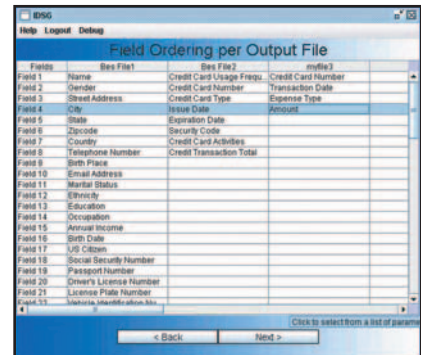 IDSG
Help Logout Debug
Field Ordering per Output File
Fields Bes File1 Bes File2 myfile3
Field 1 Name Credit Card Usage Frequ... Credit Card Number
Field 2 Gender Credit Card Number Transaction Date
Field 3 Street Address Credit Card Type Expense Type
Field 4 City Issue Date Amount
Field 5 State Expiration Date
Field 6 Zipcode Security Code
Field 7 Country Credit Card Activities
Field 8 Telephone Number Credit Transaction Total
Field 9 Birth Place
Field 10 Email Address
Field 11 Marital Status
Field 12 Ethnicity
Field 13 Education
Field 14 Occupation
Field 15 Annual Income
Field 16 Birth Date
Field 17 US Citizen
Field 18 Social Security Number
Field 19 Passport Number
Field 20 Driver's License Number
Field 21 License Plate Number
Field 22 Vehicle Identification Nu...
Click to select from a list of parame
< Back Next >